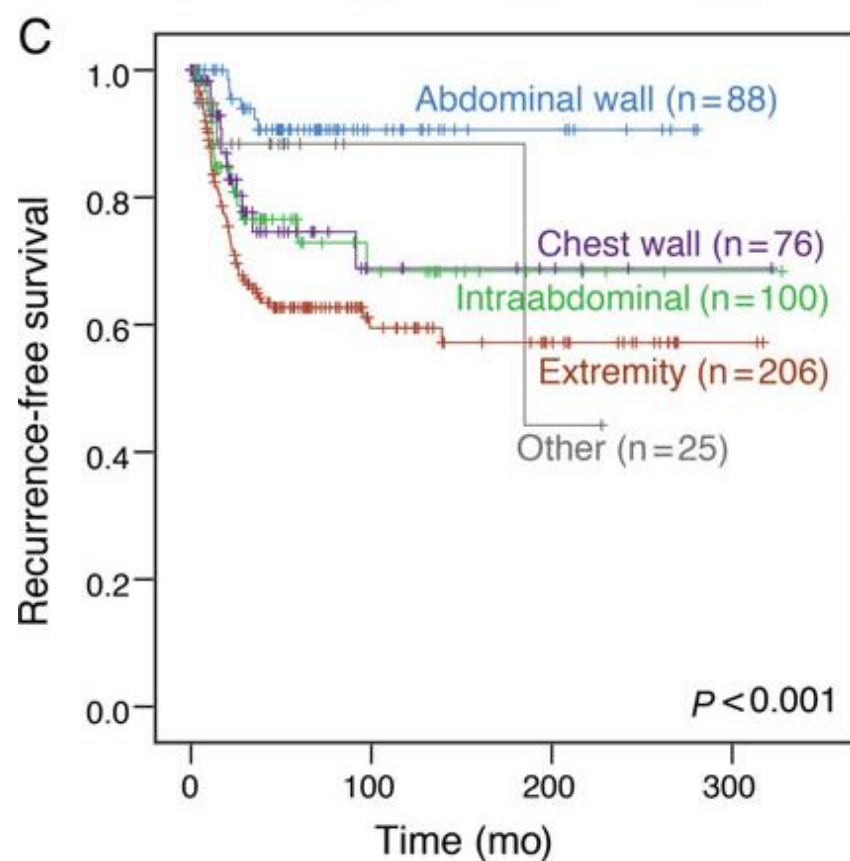 C
Recurrence-free survival
1.0
0.8
0.6
0.4
0.2
0.0
Abdominal wall (n=88)
Chest wall (n=76)
Intraabdominal (n=100)
Extremity (n=206)
Other (n=25)
P<0.001
0 100 200 300
Time (mo)